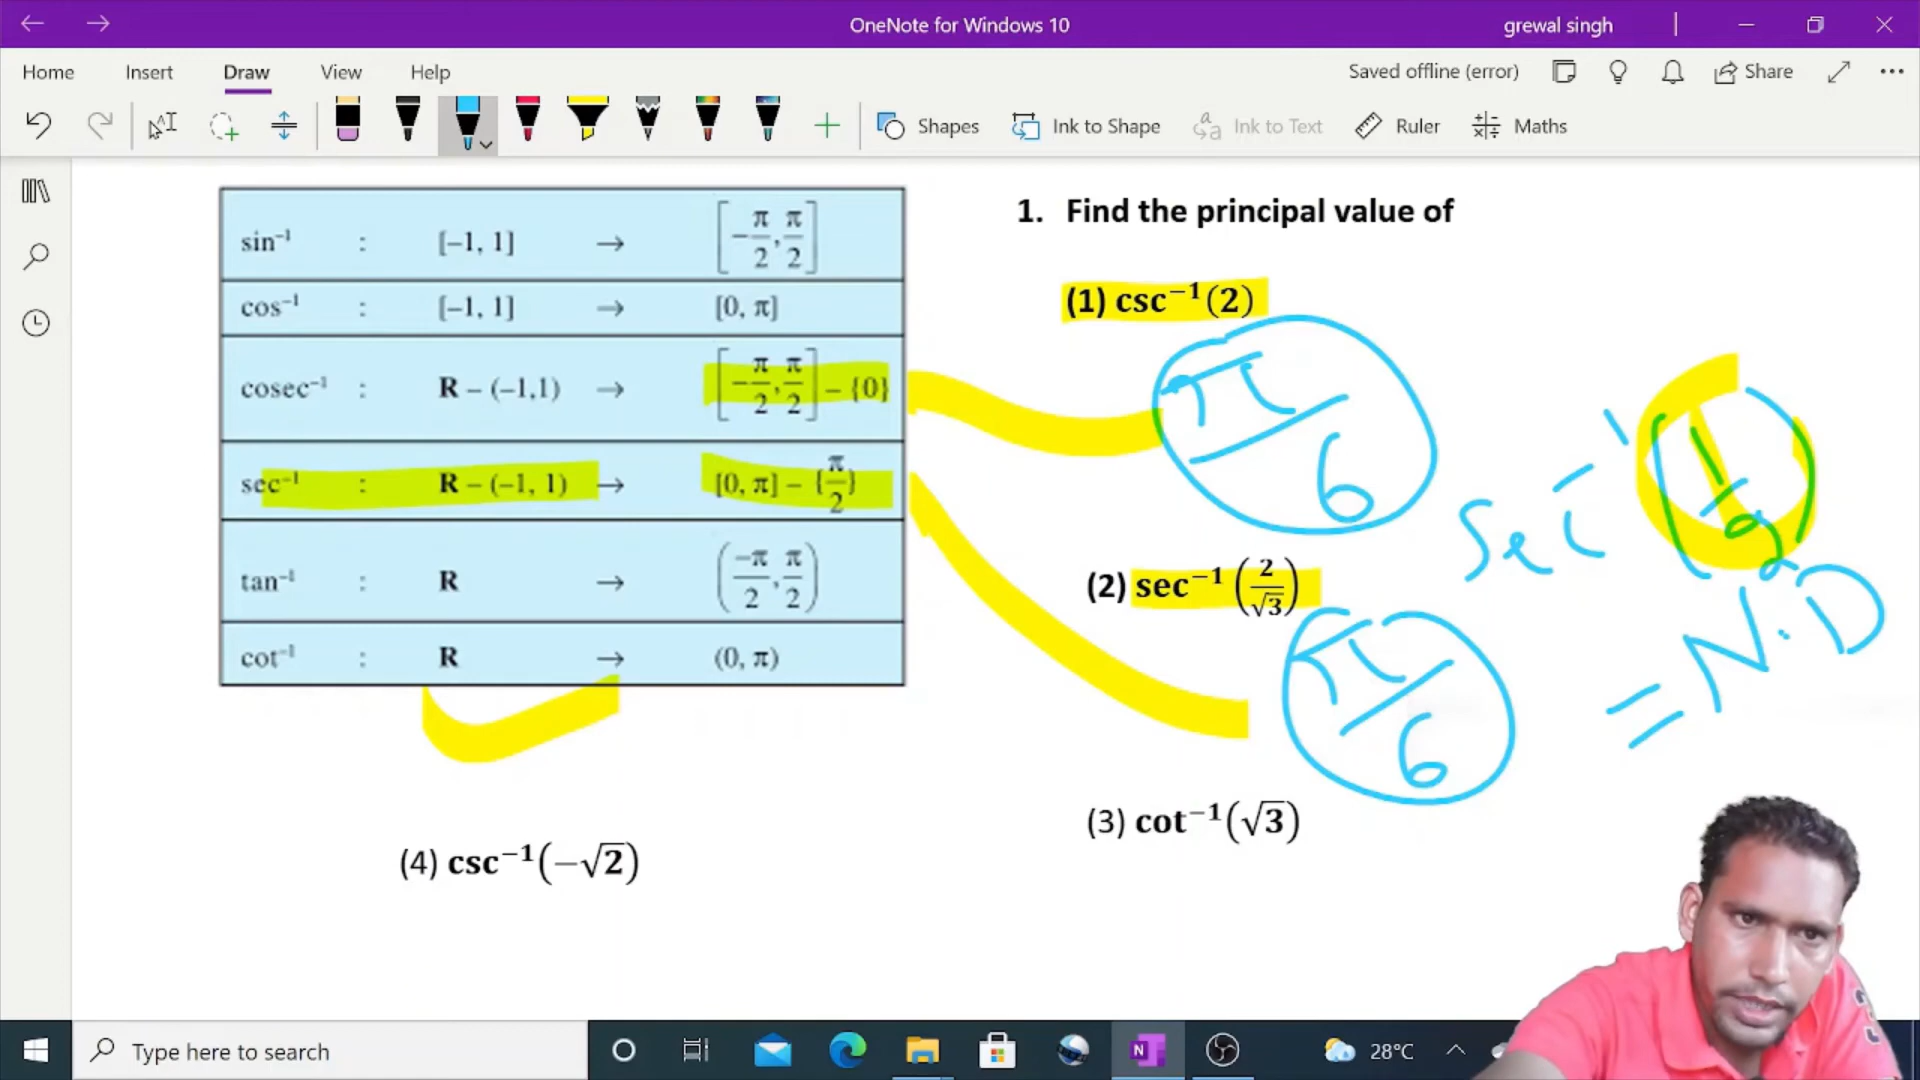 OneNote for Windows 10
grewal singh
Home Insert Draw View Help
Saved offline (error) Share
Shapes Ink to Shape Ink to Text Ruler Maths
sin⁻¹ : [–1, 1] → [−π/2, π/2]
cos⁻¹ : [–1, 1] → [0, π]
cosec⁻¹ : R – (–1,1) → [−π/2, π/2] – {0}
sec⁻¹ : R – (–1, 1) → [0, π] – {π/2}
tan⁻¹ : R → (−π/2, π/2)
cot⁻¹ : R → (0, π)
1. Find the principal value of
(1) csc⁻¹(2)
π/6
(2) sec⁻¹(2/√3)
π/6
sec⁻¹(1/2)
= N.D
(3) cot⁻¹(√3)
(4) csc⁻¹(−√2)
Type here to search
28°C